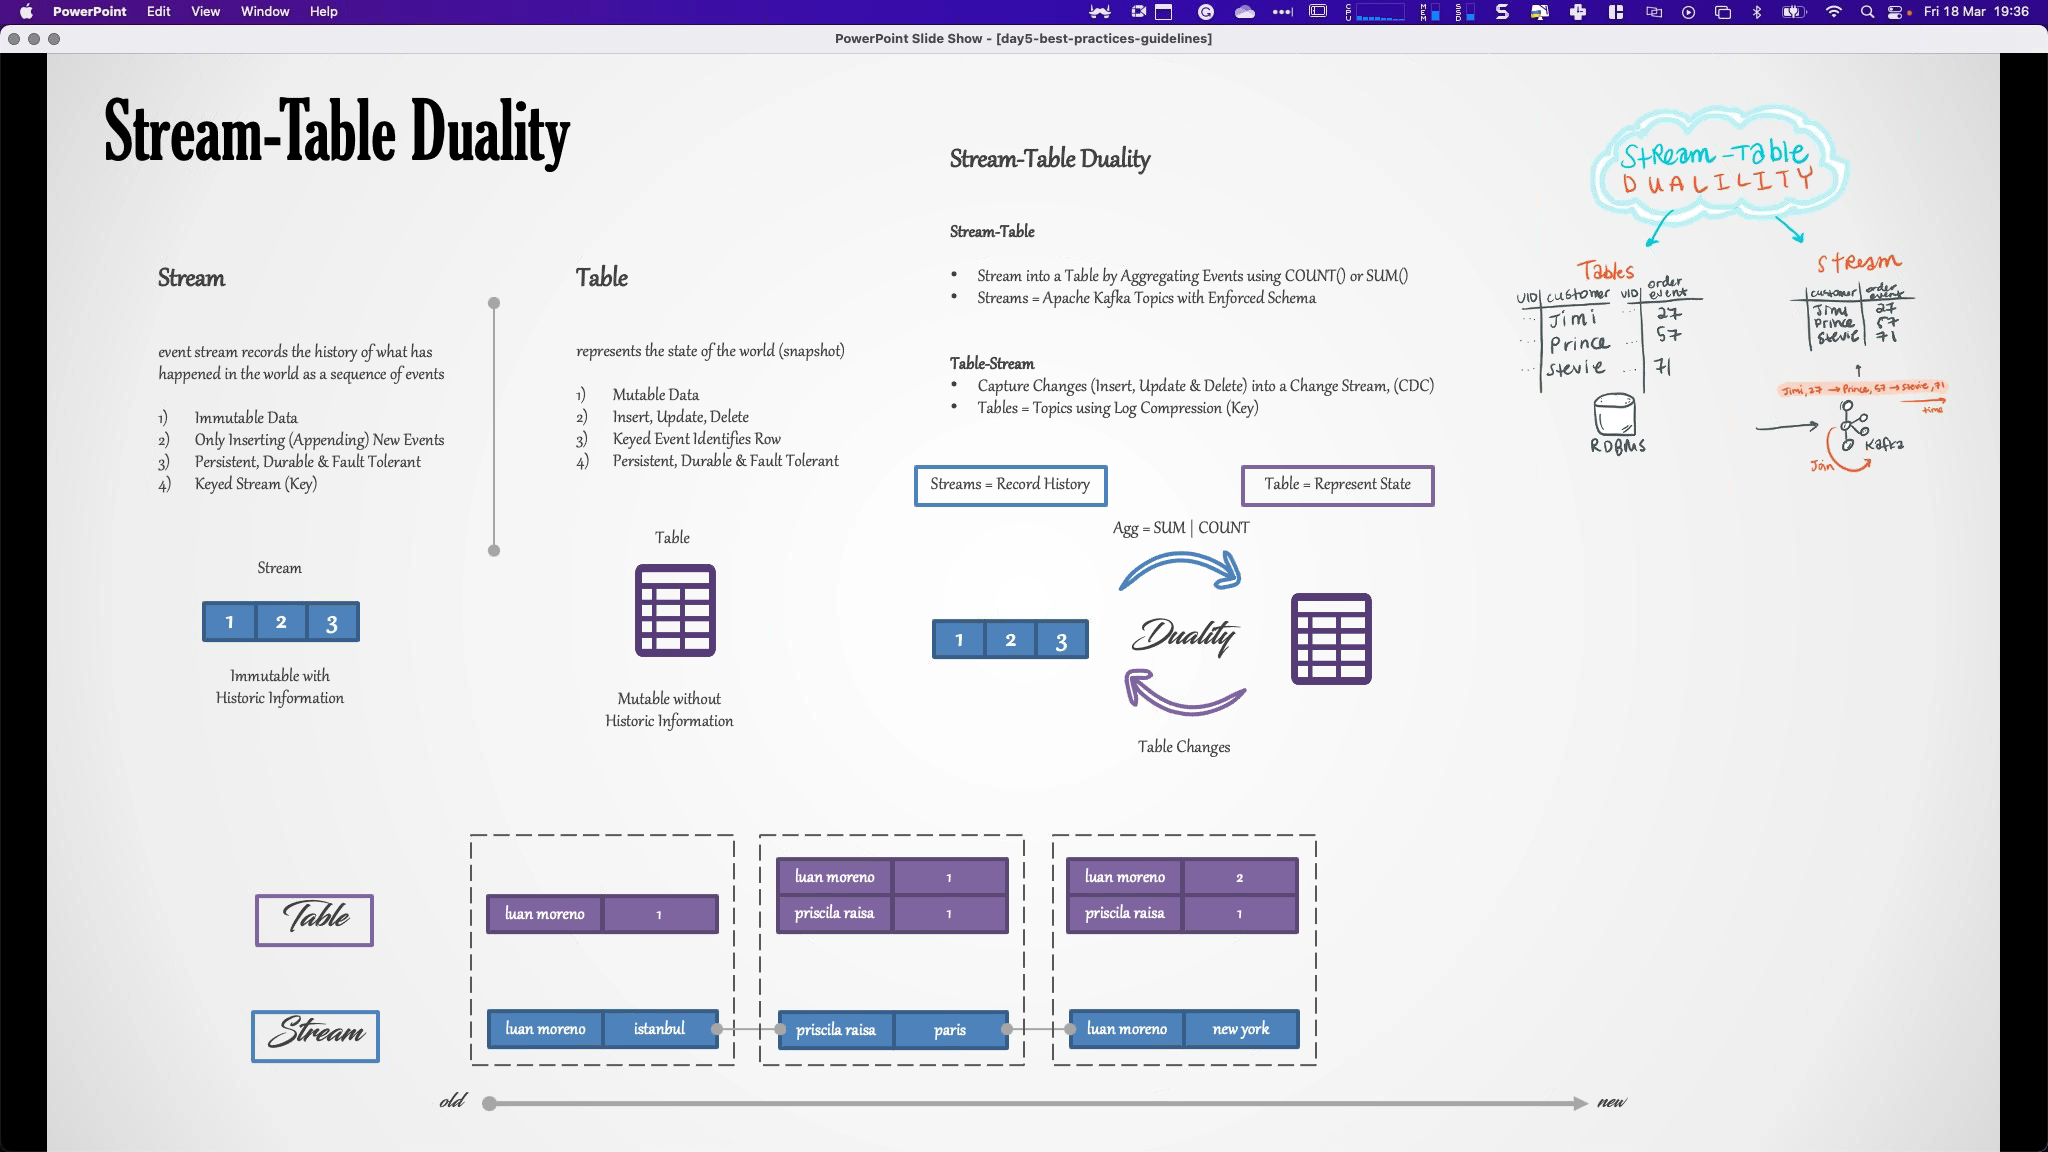 PowerPoint Edit View Window Help
Fri 18 Mar 19:36
PowerPoint Slide Show - [day5-best-practices-guidelines]
Stream-Table Duality
Stream
event stream records the history of what has
happened in the world as a sequence of events
1) Immutable Data
2) Only Inserting (Appending) New Events
3) Persistent, Durable & Fault Tolerant
4) Keyed Stream (Key)
Stream
1 2 3
Immutable with
Historic Information
Table
represents the state of the world (snapshot)
1) Mutable Data
2) Insert, Update, Delete
3) Keyed Event Identifies Row
4) Persistent, Durable & Fault Tolerant
Table
Mutable without
Historic Information
Stream-Table Duality
Stream-Table
• Stream into a Table by Aggregating Events using COUNT() or SUM()
• Streams = Apache Kafka Topics with Enforced Schema
Table-Stream
• Capture Changes (Insert, Update & Delete) into a Change Stream, (CDC)
• Tables = Topics using Log Compression (Key)
Streams = Record History
Table = Represent State
Agg = SUM | COUNT
1 2 3
Duality
Table Changes
StReam-Table
DUALILITY
Tables
UID customer UID order event
... Jimi ... 27
... Prince ... 57
... Stevie ... 71
RDBMS
StReam
customer order event
Jimi 27
Prince 57
Stevie 71
Jimi, 27 → Prince, 57 → Stevie, 71
time
Kafka
Join
Table
luan moreno 1
luan moreno 1
priscila raisa 1
luan moreno 2
priscila raisa 1
Stream
luan moreno istanbul
priscila raisa paris
luan moreno new york
old
new